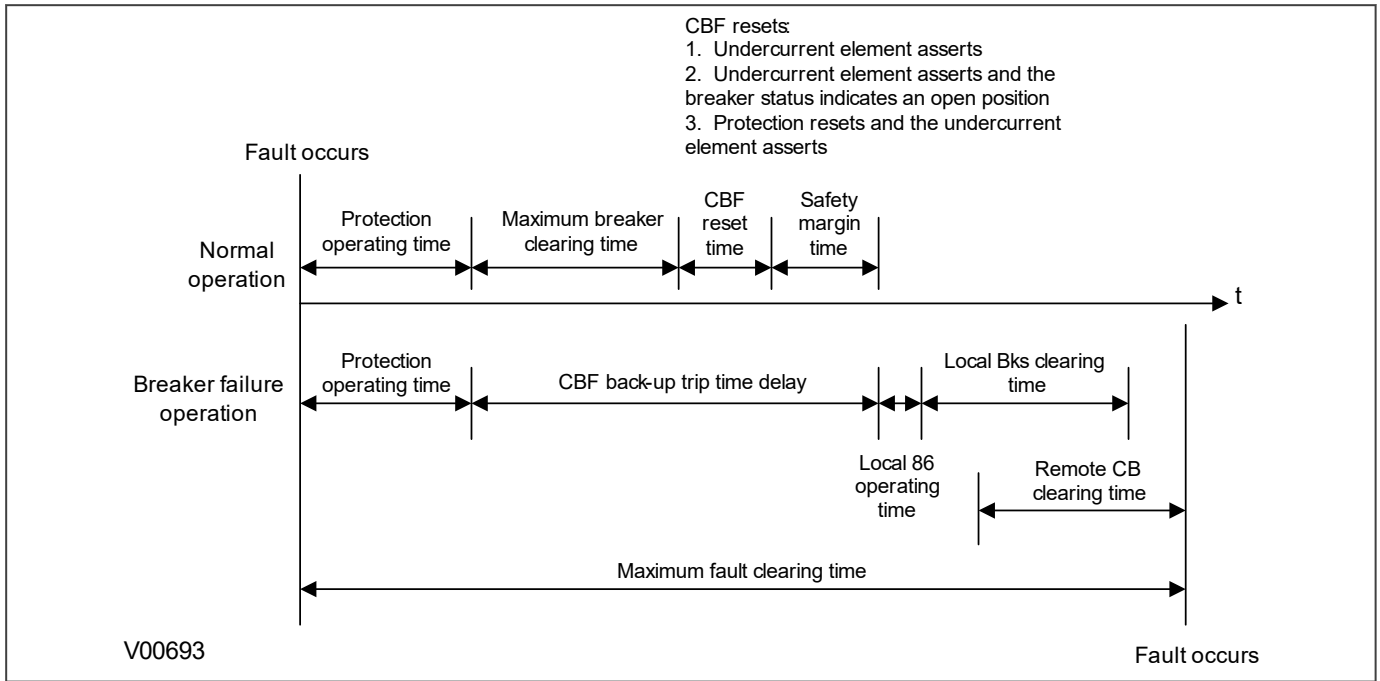 CBF resets:
1. Undercurrent element asserts
2. Undercurrent element asserts and the
breaker status indicates an open position
3. Protection resets and the undercurrent
element asserts
Fault occurs
Normal
operation
Protection
operating time
Maximum breaker
clearing time
CBF
reset
time
Safety
margin
time
t
Breaker failure
operation
Protection
operating time
CBF back-up trip time delay
Local Bks clearing
time
Local 86
operating
time
Remote CB
clearing time
Maximum fault clearing time
V00693
Fault occurs